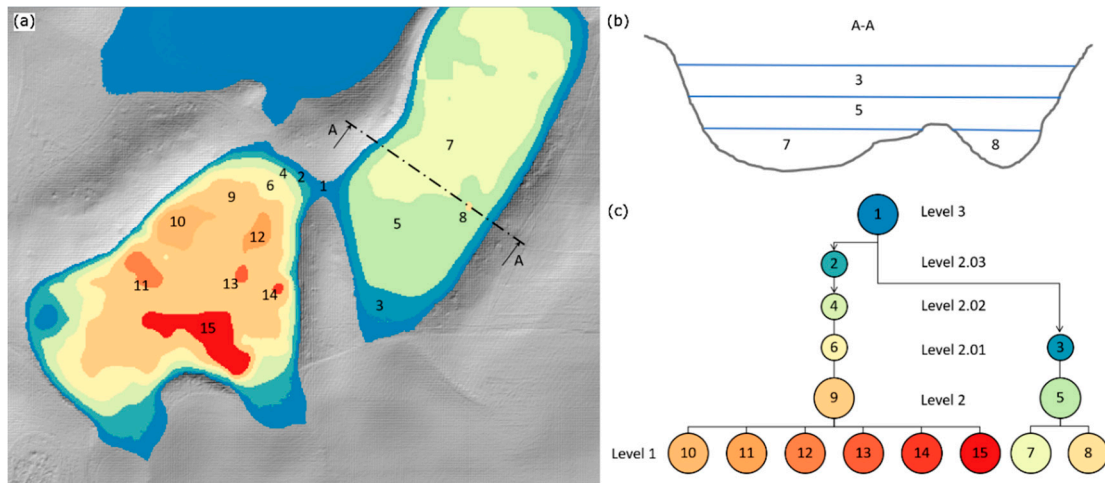 (a)
4
2
1
6
9
10
12
11
13
14
15
A
7
5
8
A
3
(b)
A-A
3
5
7
8
(c)
1 Level 3
2 Level 2.03
4 Level 2.02
6 Level 2.01 3
9 Level 2 5
Level 1 10 11 12 13 14 15 7 8